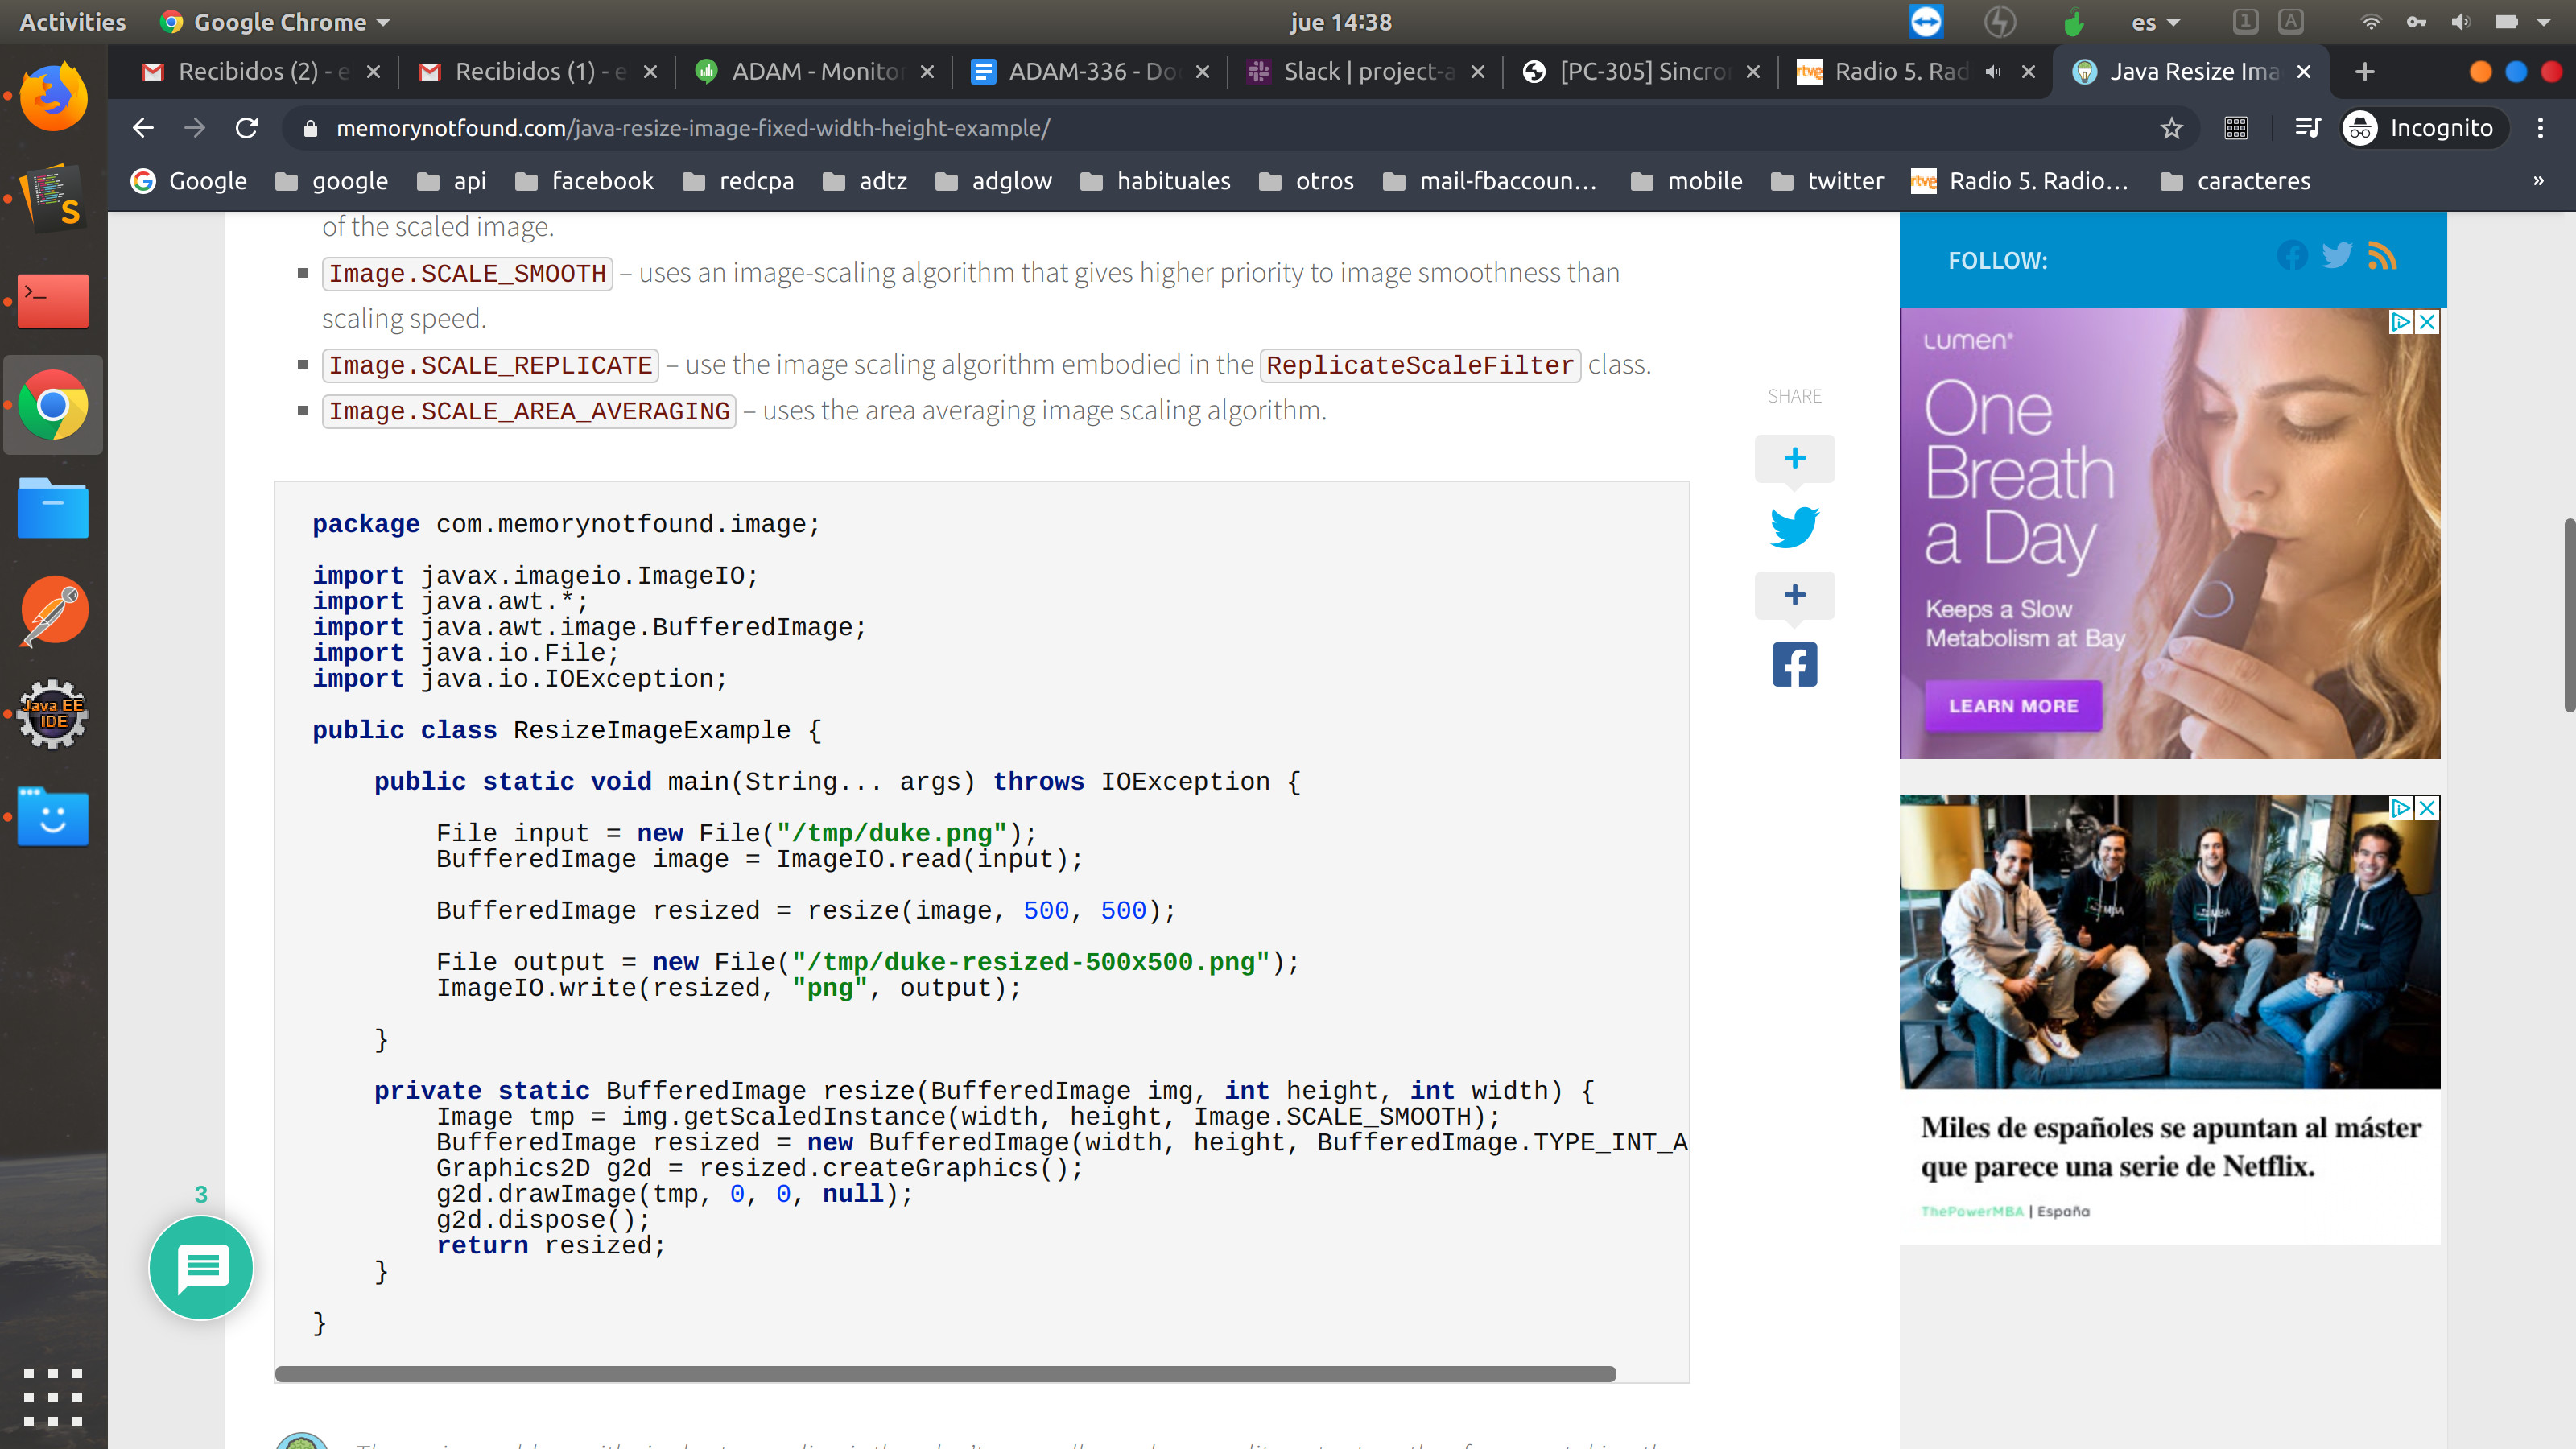 Activities
Google Chrome
jue 14:38
es
1
A
Recibidos (2) - e
Recibidos (1) - e
ADAM - Monitor
ADAM-336 - Do
Slack | project-a
[PC-305] Sincro
Radio 5. Rad
Java Resize Ima
memorynotfound.com/java-resize-image-fixed-width-height-example/
Incognito
Google
google
api
facebook
redcpa
adtz
adglow
habituales
otros
mail-fbaccoun...
mobile
twitter
rtve
Radio 5. Radio...
caracteres
»
of the scaled image.
Image.SCALE_SMOOTH – uses an image-scaling algorithm that gives higher priority to image smoothness than
scaling speed.
Image.SCALE_REPLICATE – use the image scaling algorithm embodied in the ReplicateScaleFilter class.
Image.SCALE_AREA_AVERAGING – uses the area averaging image scaling algorithm.
package com.memorynotfound.image;
import javax.imageio.ImageIO;
import java.awt.*;
import java.awt.image.BufferedImage;
import java.io.File;
import java.io.IOException;
public class ResizeImageExample {
public static void main(String... args) throws IOException {
File input = new File("/tmp/duke.png");
BufferedImage image = ImageIO.read(input);
BufferedImage resized = resize(image, 500, 500);
File output = new File("/tmp/duke-resized-500x500.png");
ImageIO.write(resized, "png", output);
}
private static BufferedImage resize(BufferedImage img, int height, int width) {
Image tmp = img.getScaledInstance(width, height, Image.SCALE_SMOOTH);
BufferedImage resized = new BufferedImage(width, height, BufferedImage.TYPE_INT_A
Graphics2D g2d = resized.createGraphics();
g2d.drawImage(tmp, 0, 0, null);
g2d.dispose();
return resized;
}
}
3
SHARE
+
+
FOLLOW:
Lumen
One
Breath
a Day
Keeps a Slow
Metabolism at Bay
LEARN MORE
Miles de españoles se apuntan al máster
que parece una serie de Netflix.
ThePowerMBA | España
Java EE
IDE